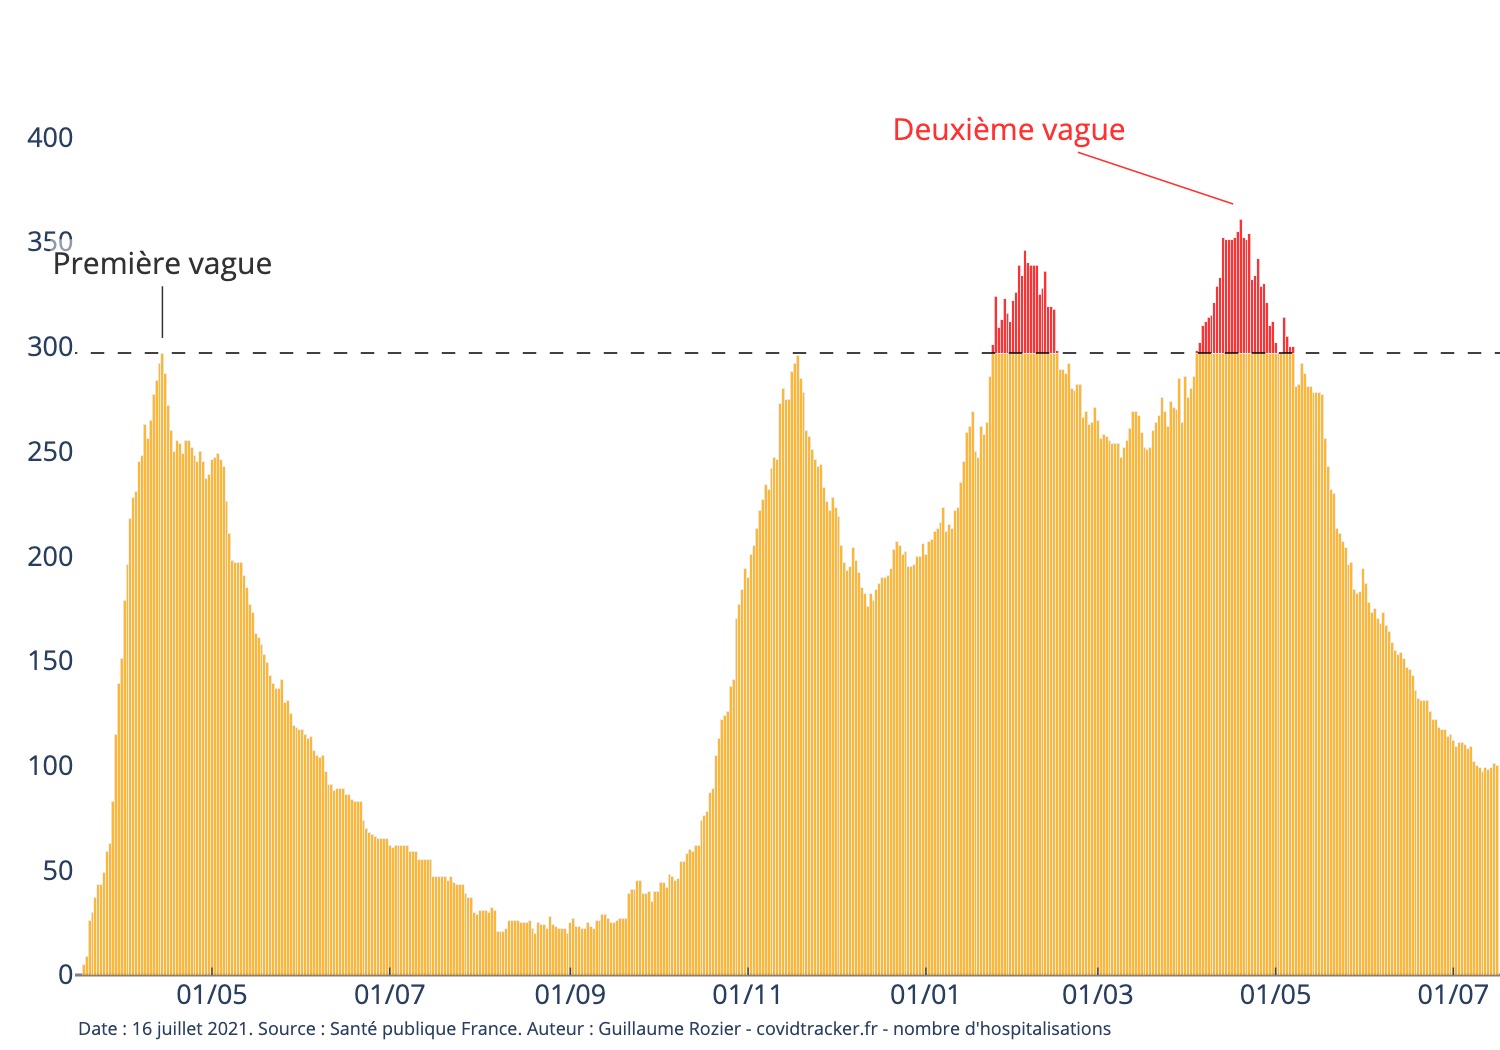 400
Deuxième vague
350
Première vague
300
250
200
150
100
50
0
01/05 01/07 01/09 01/11 01/01 01/03 01/05 01/07
Date : 16 juillet 2021. Source : Santé publique France. Auteur : Guillaume Rozier - covidtracker.fr - nombre d'hospitalisations